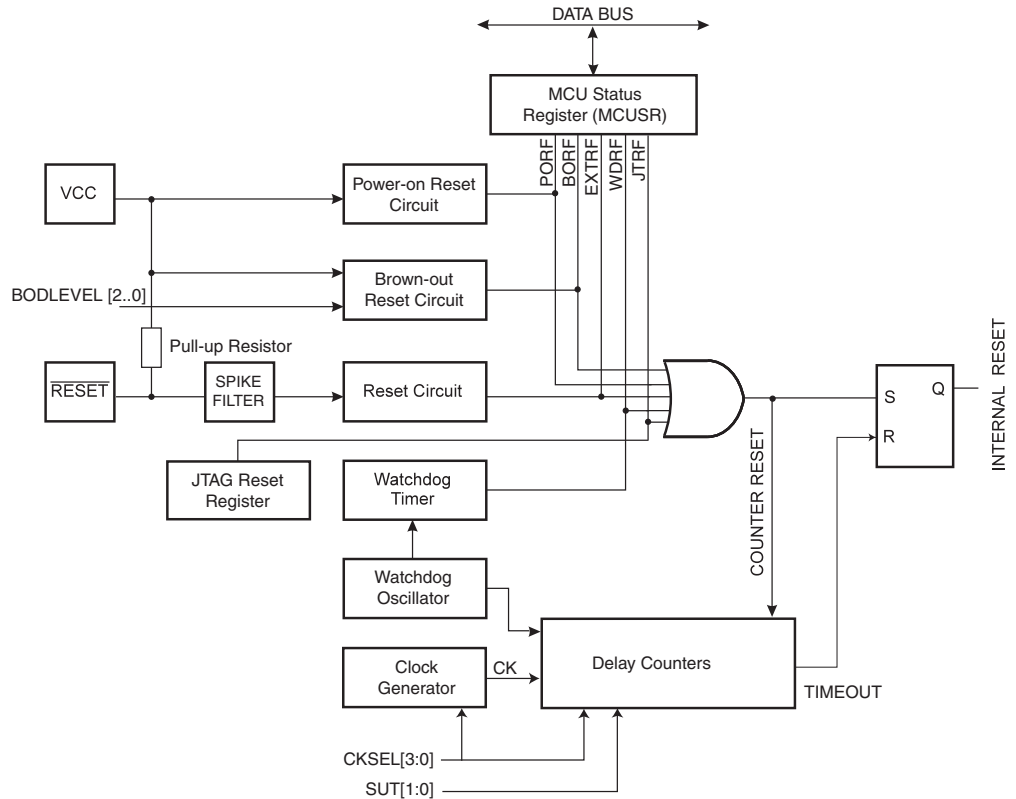 DATA BUS
MCU Status
Register (MCUSR)
PORF
BORF
EXTRF
WDRF
JTRF
VCC
Power-on Reset
Circuit
Brown-out
Reset Circuit
BODLEVEL [2..0]
Pull-up Resistor
RESET
SPIKE
FILTER
Reset Circuit
S
Q
R
INTERNAL RESET
JTAG Reset
Register
Watchdog
Timer
COUNTER RESET
Watchdog
Oscillator
Clock
Generator
CK
Delay Counters
TIMEOUT
CKSEL[3:0]
SUT[1:0]